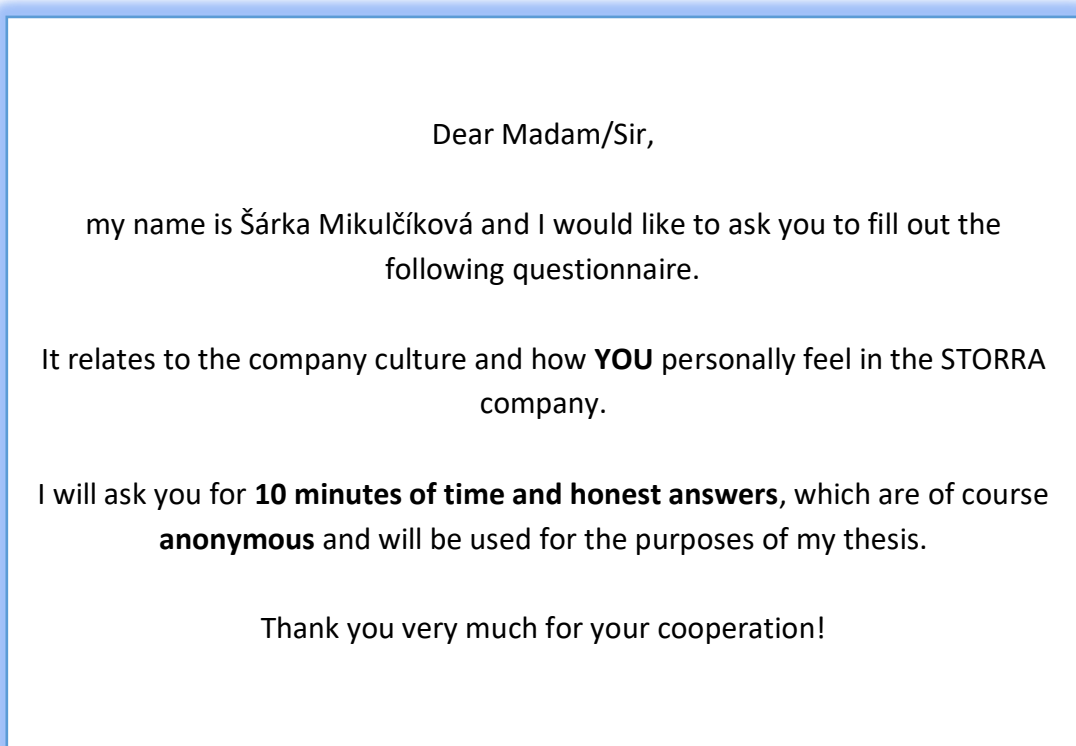 Dear Madam/Sir,
my name is Šárka Mikulčíková and I would like to ask you to fill out the
following questionnaire.
It relates to the company culture and how YOU personally feel in the STORRA
company.
I will ask you for 10 minutes of time and honest answers, which are of course
anonymous and will be used for the purposes of my thesis.
Thank you very much for your cooperation!